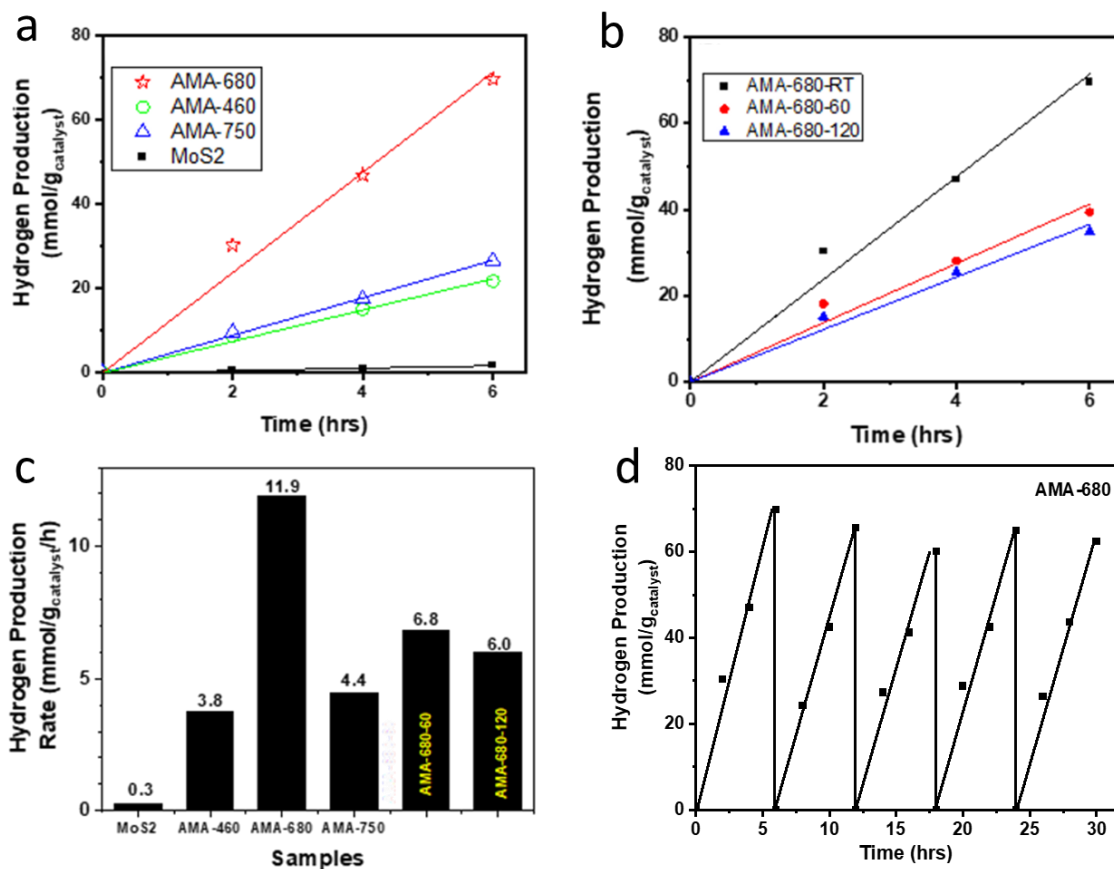 a
Hydrogen Production
(mmol/gcatalyst)
80
60
40
20
0
AMA-680
AMA-460
AMA-750
MoS2
0
2
4
6
Time (hrs)
b
Hydrogen Production
(mmol/gcatalyst)
80
60
40
20
0
AMA-680-RT
AMA-680-60
AMA-680-120
0
2
4
6
Time (hrs)
c
Hydrogen Production
Rate (mmol/gcatalyst/h)
10
5
0
0.3
3.8
11.9
4.4
6.8
6.0
AMA-680-60
AMA-680-120
MoS2
AMA-460
AMA-680
AMA-750
Samples
d
Hydrogen Production
(mmol/gcatalyst)
80
60
40
20
0
AMA-680
0
5
10
15
20
25
30
Time (hrs)